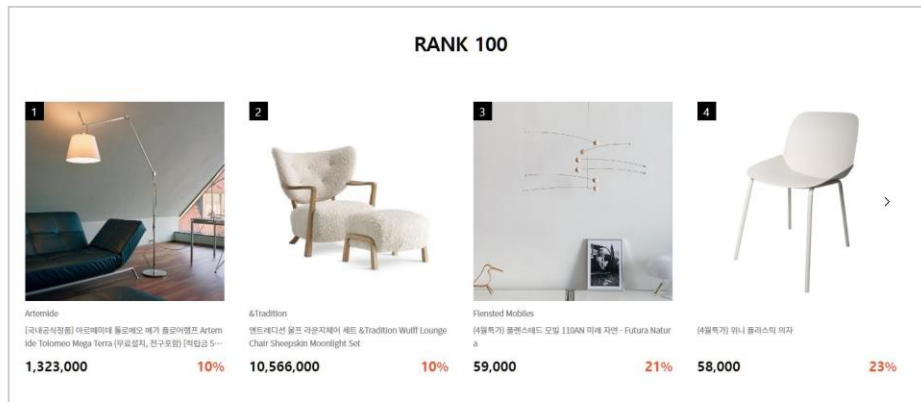 RANK 100
1
2
3
4
Artemide
[국내공식정품] 아르떼미데 톨로메오 메가 플로어램프 Artem
ide Tolomeo Mega Terra (무료설치, 전구포함) [적립금 5…
1,323,000
10%
&Tradition
앤트레디션 울프 라운지체어 세트 &Tradition Wulff Lounge
Chair Sheepskin Moonlight Set
10,566,000
10%
Flensted Mobiles
(4월특가) 플렌스테드 모빌 110AN 미래 자연 - Futura Natur
a
59,000
21%
(4월특가) 위니 플라스틱 의자
58,000
23%